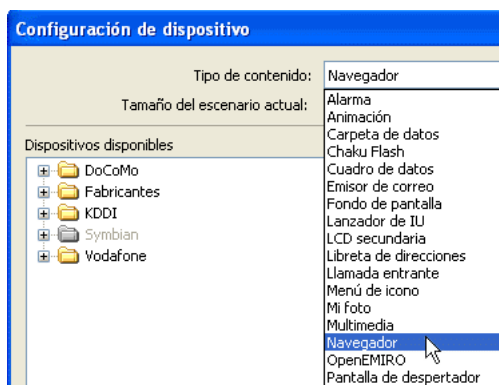 Configuración de dispositivo
Tipo de contenido: Navegador
Tamaño del escenario actual:
Alarma
Animación
Carpeta de datos
Chaku Flash
Cuadro de datos
Emisor de correo
Fondo de pantalla
Lanzador de IU
LCD secundaria
Libreta de direcciones
Llamada entrante
Menú de icono
Mi foto
Multimedia
Navegador
OpenEMIRO
Pantalla de despertador
Dispositivos disponibles
DoCoMo
Fabricantes
KDDI
Symbian
Vodafone